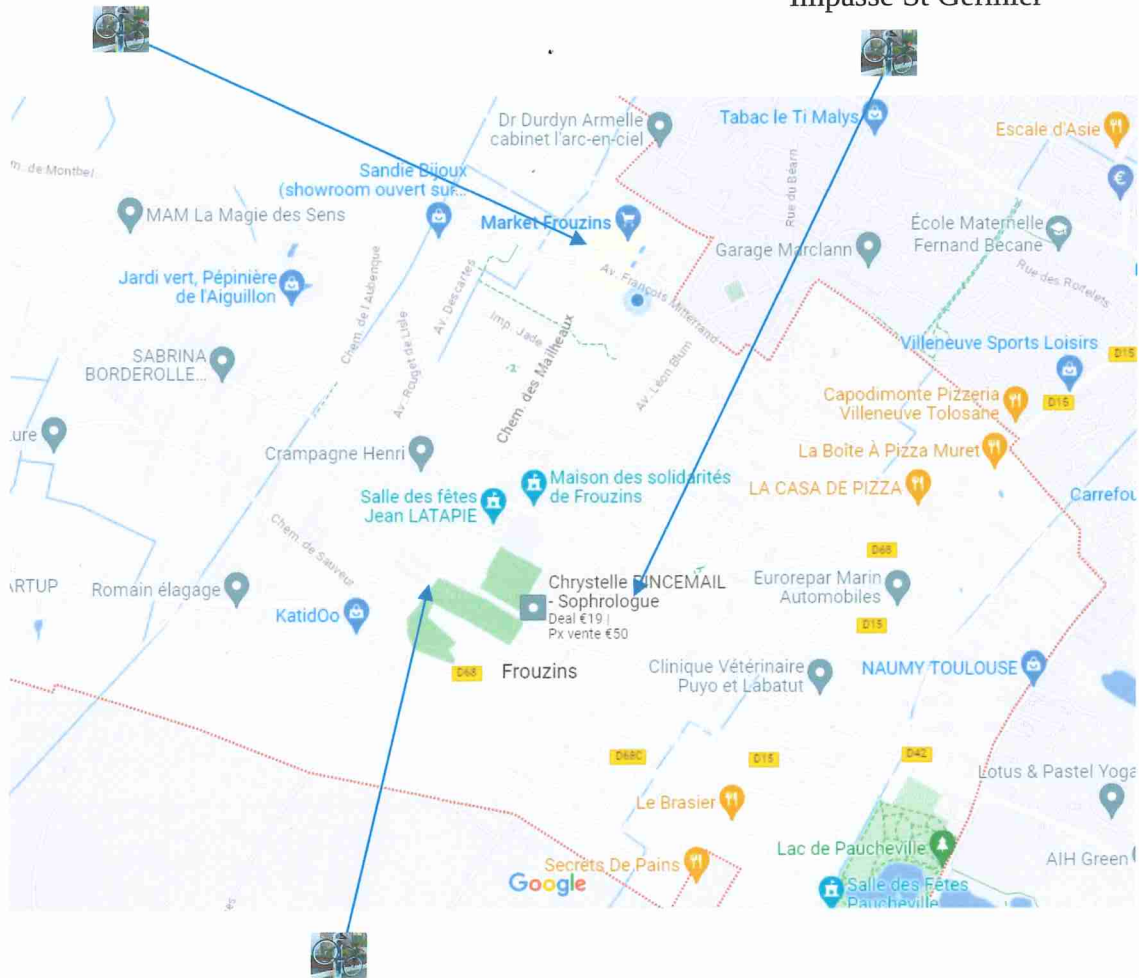 Impasse St Germier
Dr Durdyn Armelle
cabinet l'arc-en-ciel
Tabac le Ti Malys
Escale d'Asie
m. de Montbel...
Sandie Bijoux
(showroom ouvert sur...
MAM La Magie des Sens
Market Frouzins
Rue du Béarn
École Maternelle
Fernand Bécane
Garage Marclann
Rue des Roitelets
Jardi vert, Pépinière
de l'Aiguillon
Chem. de l'Aubenque
Av. Descartes
Av. François Mitterrand
Imp. Jade
SABRINA
BORDEROLLE...
Av. Rouget de Lisle
Chem. des Mailheaux
Av. Léon Blum
Villeneuve Sports Loisirs
D15
Capodimonte Pizzeria
Villeneuve Tolosane
D15
ure
Crampagne Henri
La Boîte À Pizza Muret
Salle des fêtes
Jean LATAPIE
Maison des solidarités
de Frouzins
LA CASA DE PIZZA
Carrefou
Chem. de Sauveur
D68
ARTUP
Romain élagage
KatidOo
Chrystelle PINCEMAIL
- Sophrologue
Deal €19 |
Px vente €50
Eurorepar Marin
Automobiles
D15
D68
Frouzins
Clinique Vétérinaire
Puyo et Labatut
NAUMY TOULOUSE
D68C
D15
D42
Lotus & Pastel Yoga
Le Brasier
Lac de Paucheville
AIH Green
Secrets De Pains
Google
Salle des Fêtes
Paucheville
es